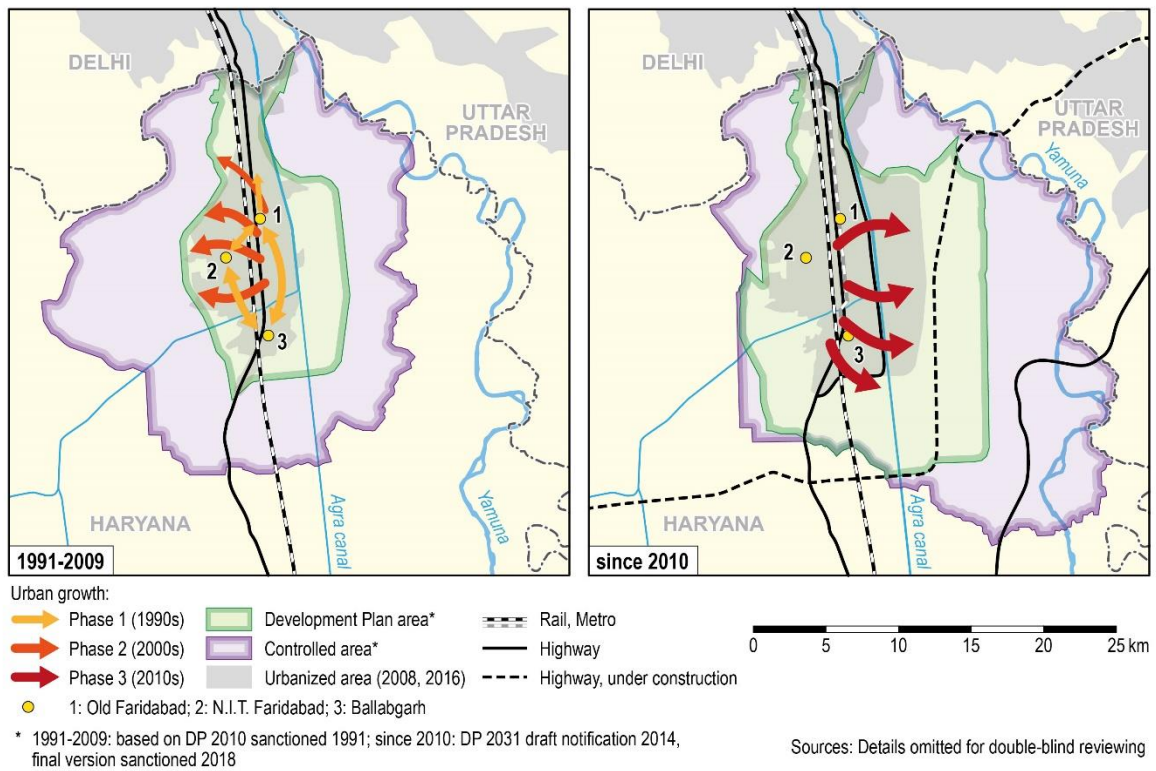 DELHI
UTTAR
PRADESH
1
2
3
HARYANA
Agra canal
Yamuna
1991-2009
DELHI
UTTAR
PRADESH
Yamuna
1
2
3
HARYANA
Agra canal
since 2010
Urban growth:
Phase 1 (1990s)
Phase 2 (2000s)
Phase 3 (2010s)
Development Plan area*
Controlled area*
Urbanized area (2008, 2016)
Rail, Metro
Highway
Highway, under construction
0 5 10 15 20 25 km
1: Old Faridabad; 2: N.I.T. Faridabad; 3: Ballabgarh
* 1991-2009: based on DP 2010 sanctioned 1991; since 2010: DP 2031 draft notification 2014,
final version sanctioned 2018
Sources: Details omitted for double-blind reviewing